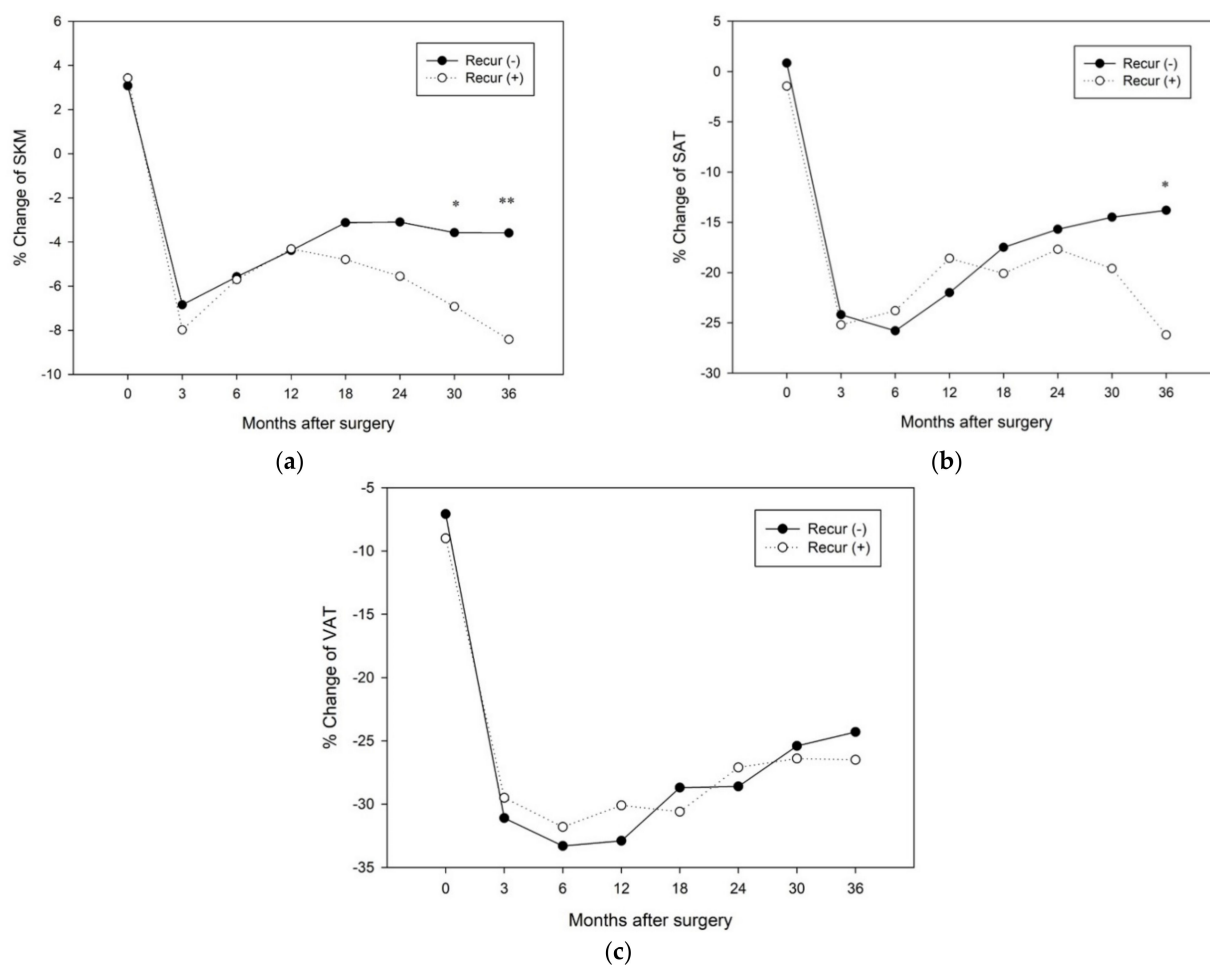 6
4
2
0
-2
-4
-6
-8
-10
% Change of SKM
Recur (-)
Recur (+)
*
**
0 3 6 12 18 24 30 36
Months after surgery
(a)
5
0
-5
-10
-15
-20
-25
-30
% Change of SAT
Recur (-)
Recur (+)
*
0 3 6 12 18 24 30 36
Months after surgery
(b)
-5
-10
-15
-20
-25
-30
-35
% Change of VAT
Recur (-)
Recur (+)
0 3 6 12 18 24 30 36
Months after surgery
(c)